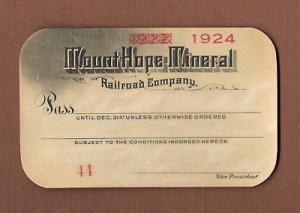 1924
Mount Hope Mineral
Railroad Company.
Pass
UNTIL DEC. 31ST UNLESS OTHERWISE ORDERED
SUBJECT TO THE CONDITIONS INDORSED HEREON
44
Vice President